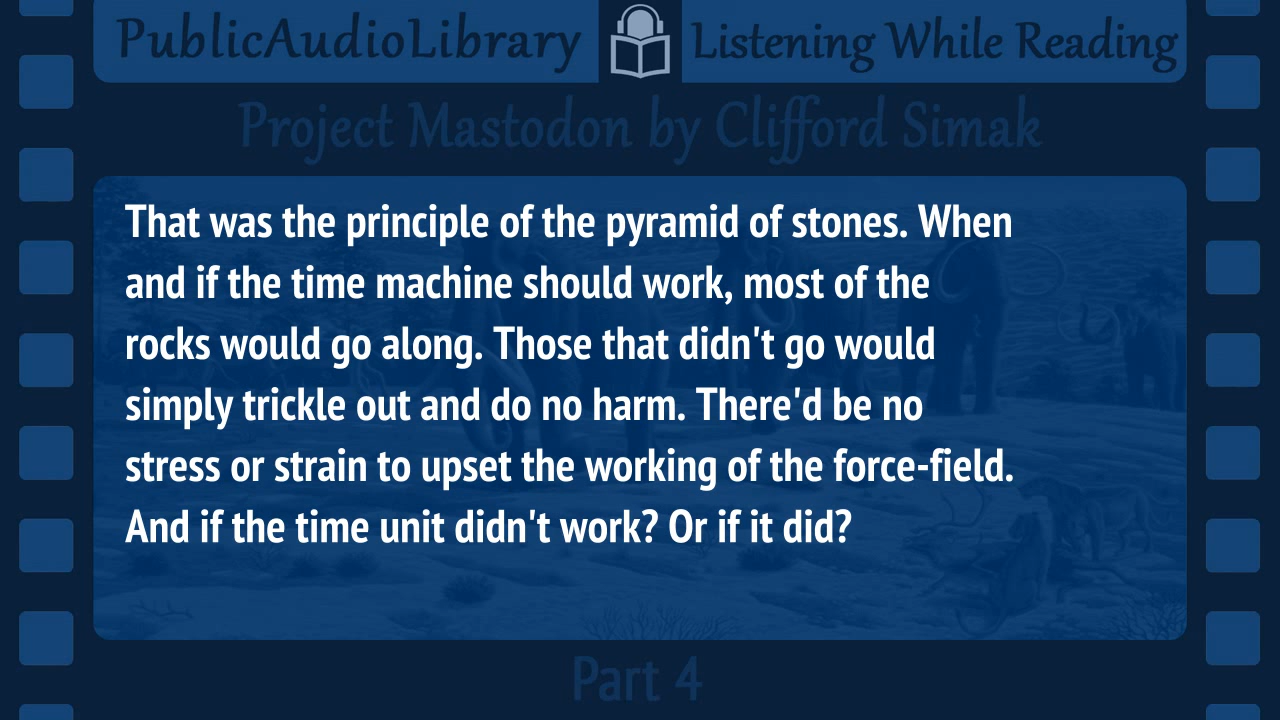 PublicAudioLibrary Listening While Reading
Project Mastodon by Clifford Simak
That was the principle of the pyramid of stones. When
and if the time machine should work, most of the
rocks would go along. Those that didn't go would
simply trickle out and do no harm. There'd be no
stress or strain to upset the working of the force-field.
And if the time unit didn't work? Or if it did?
Part 4